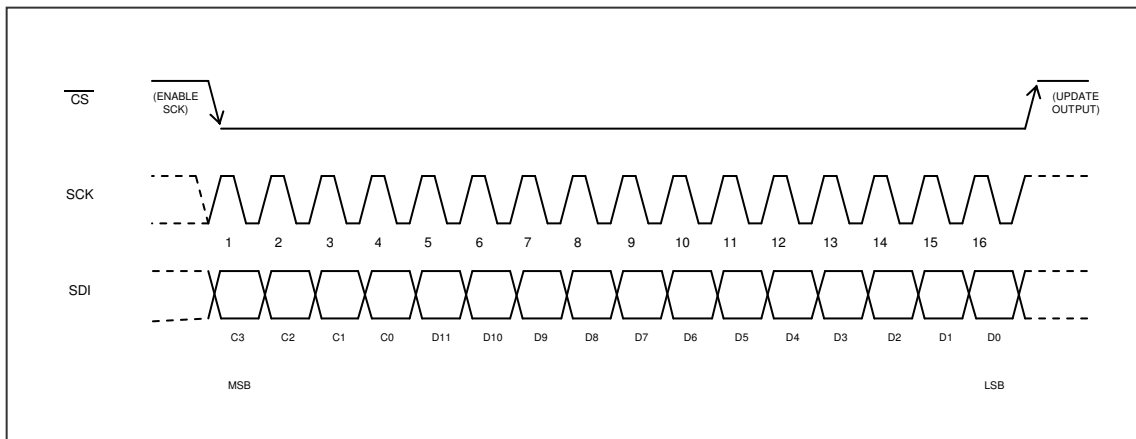 CS
(ENABLE
SCK)
(UPDATE
OUTPUT)
SCK
1 2 3 4 5 6 7 8 9 10 11 12 13 14 15 16
SDI
C3 C2 C1 C0 D11 D10 D9 D8 D7 D6 D5 D4 D3 D2 D1 D0
MSB LSB